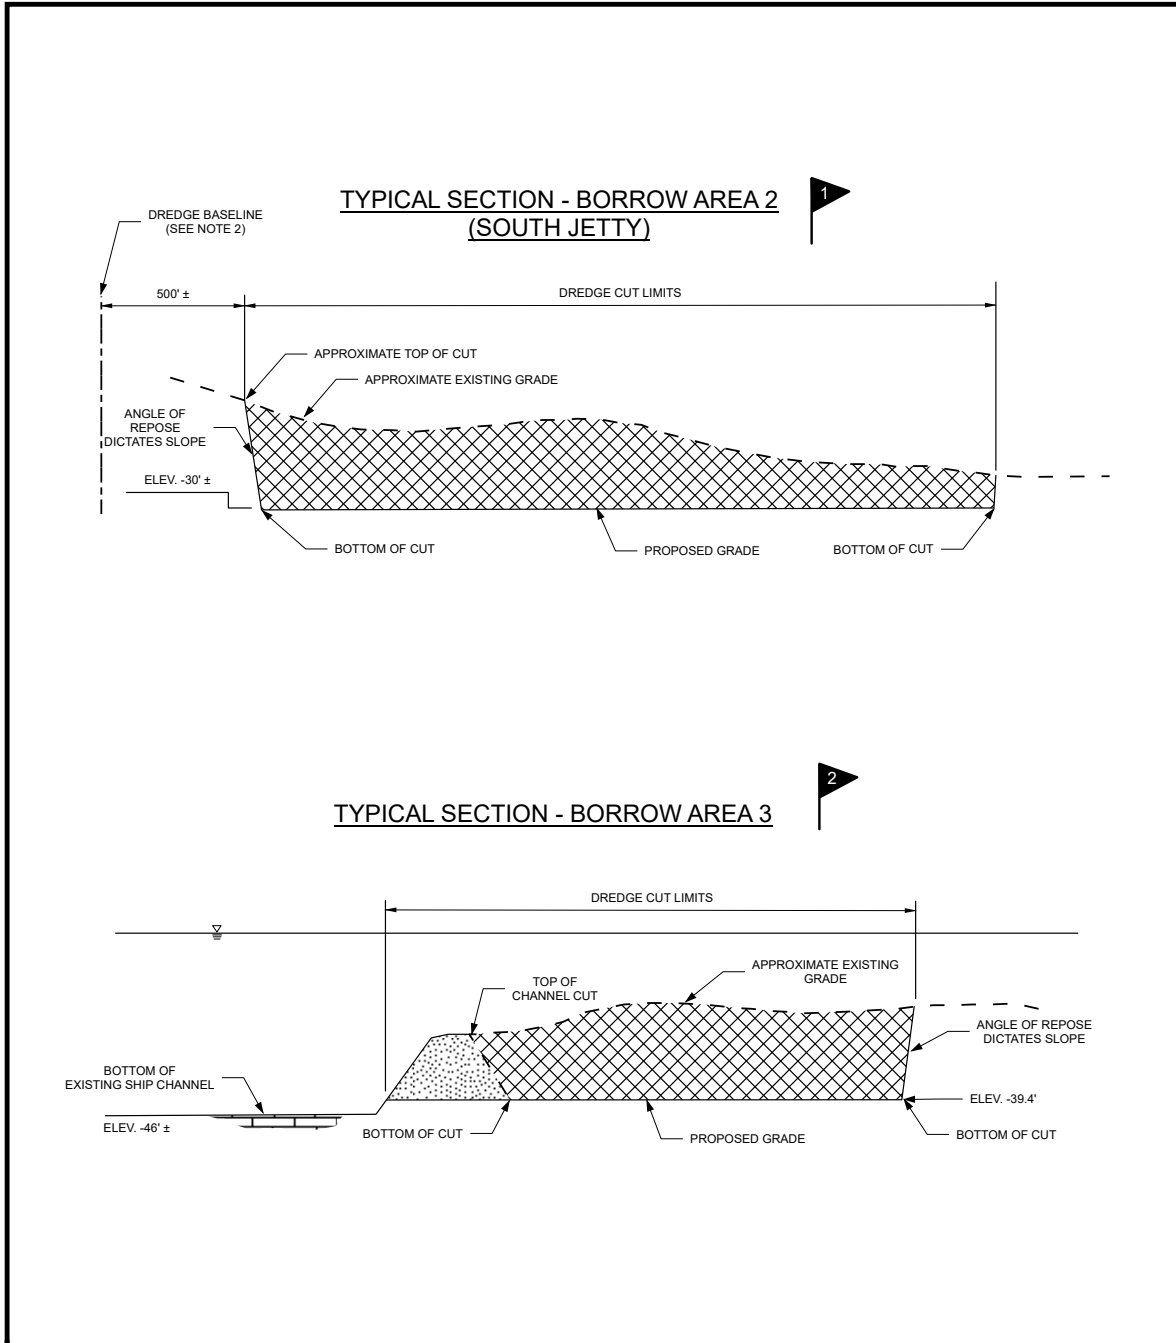 TYPICAL SECTION - BORROW AREA 2
(SOUTH JETTY)
1
DREDGE BASELINE
(SEE NOTE 2)
500' ±
DREDGE CUT LIMITS
APPROXIMATE TOP OF CUT
APPROXIMATE EXISTING GRADE
ANGLE OF
REPOSE
DICTATES SLOPE
ELEV. -30' ±
BOTTOM OF CUT
PROPOSED GRADE
BOTTOM OF CUT
TYPICAL SECTION - BORROW AREA 3
2
DREDGE CUT LIMITS
TOP OF
CHANNEL CUT
APPROXIMATE EXISTING
GRADE
ANGLE OF REPOSE
DICTATES SLOPE
BOTTOM OF
EXISTING SHIP CHANNEL
ELEV. -46' ±
BOTTOM OF CUT
PROPOSED GRADE
ELEV. -39.4'
BOTTOM OF CUT